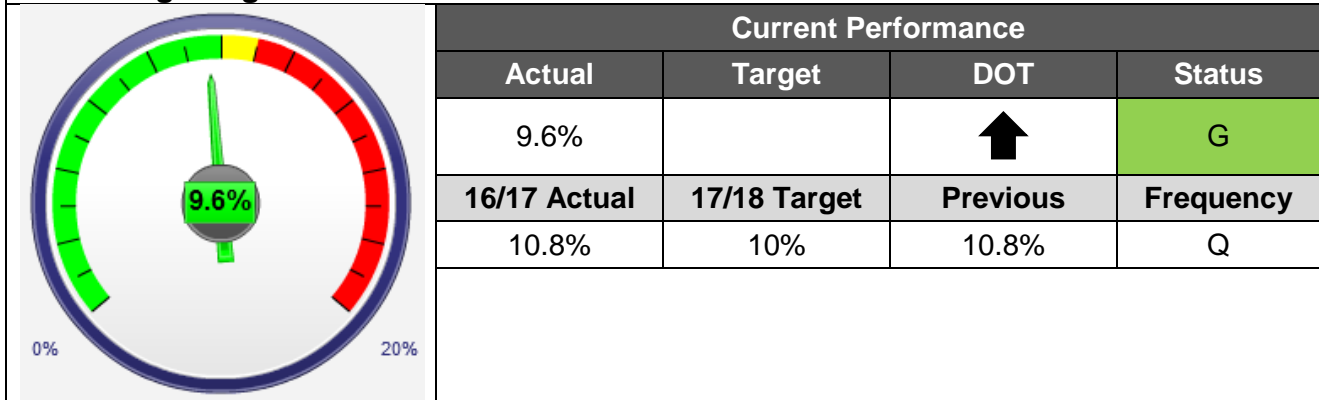 Current Performance
Actual Target DOT Status
9.6% G
16/17 Actual 17/18 Target Previous Frequency
10.8% 10% 10.8% Q
9.6%
0% 20%